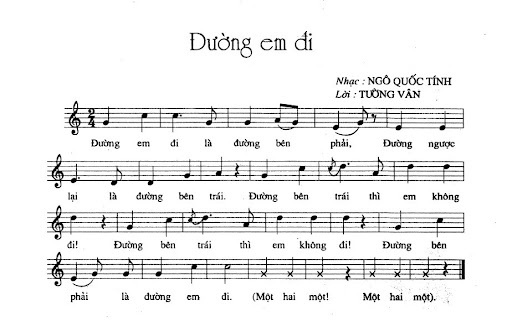 Đường em đi
Nhạc : NGÔ QUỐC TÍNH
Lời : TƯỜNG VÂN
2
4
Đường em đi là đường bên phải, Đường ngược
lại là đường bên trái. Đường bên trái thì em không
đi! Đường bên trái thì em không đi! Đường bên
phải là đường em đi. (Một hai một! Một hai một).